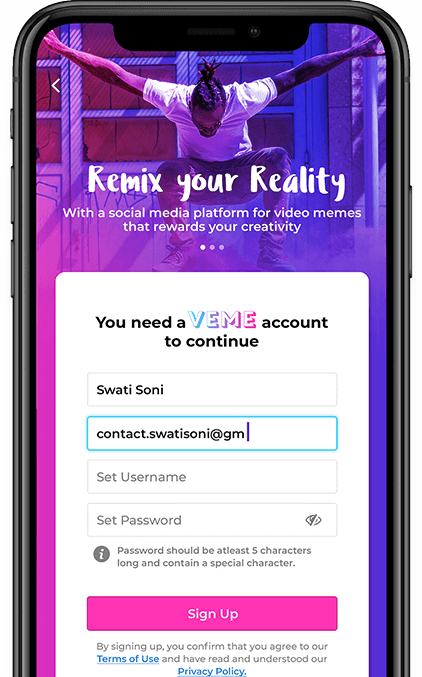 Remix your Reality
With a social media platform for video memes
that rewards your creativity
You need a VEME account
to continue
Swati Soni
contact.swatisoni@gm
Set Username
Set Password
Password should be atleast 5 characters
long and contain a special character.
Sign Up
By signing up, you confirm that you agree to our
Terms of Use and have read and understood our
Privacy Policy.